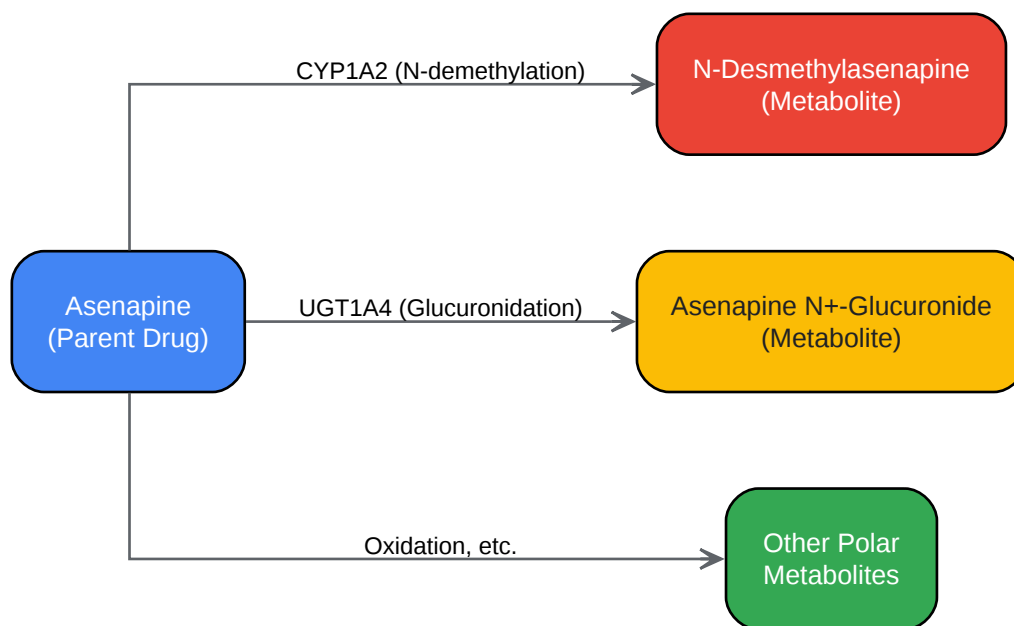 CYP1A2 (N-demethylation)
N-Desmethylasenapine
(Metabolite)
Asenapine
(Parent Drug)
UGT1A4 (Glucuronidation)
Asenapine N+-Glucuronide
(Metabolite)
Oxidation, etc.
Other Polar
Metabolites